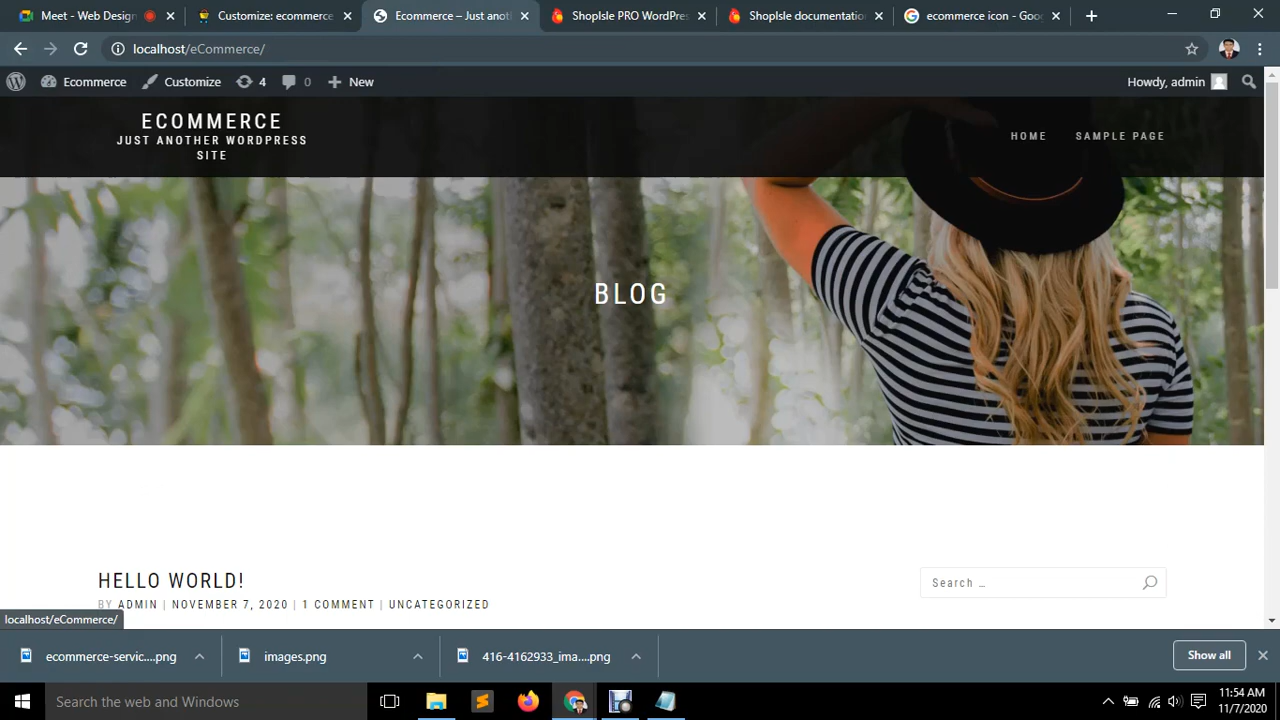 Meet - Web Design
Customize: ecommerce
Ecommerce – Just anot
ShopIsle PRO WordPres
ShopIsle documentatio
ecommerce icon - Goo
localhost/eCommerce/
Ecommerce
Customize
4
0
New
Howdy, admin
ECOMMERCE
JUST ANOTHER WORDPRESS
SITE
HOME
SAMPLE PAGE
BLOG
HELLO WORLD!
BY ADMIN | NOVEMBER 7, 2020 | 1 COMMENT | UNCATEGORIZED
Search …
localhost/eCommerce/
ecommerce-servic....png
images.png
416-4162933_ima....png
Show all
Search the web and Windows
11:54 AM
11/7/2020